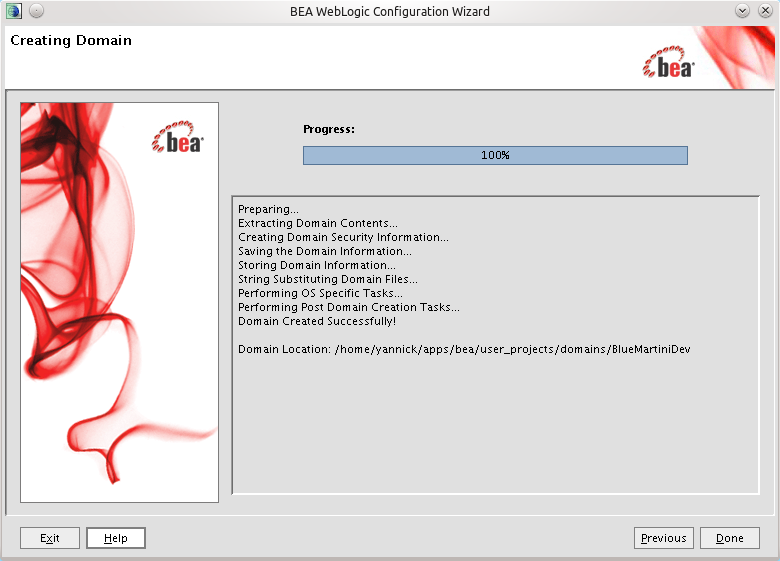 BEA WebLogic Configuration Wizard
Creating Domain
bea
bea
Progress:
100%
Preparing...
Extracting Domain Contents...
Creating Domain Security Information...
Saving the Domain Information...
Storing Domain Information...
String Substituting Domain Files...
Performing OS Specific Tasks...
Performing Post Domain Creation Tasks...
Domain Created Successfully!
Domain Location: /home/yannick/apps/bea/user_projects/domains/BlueMartiniDev
Exit Help Previous Done